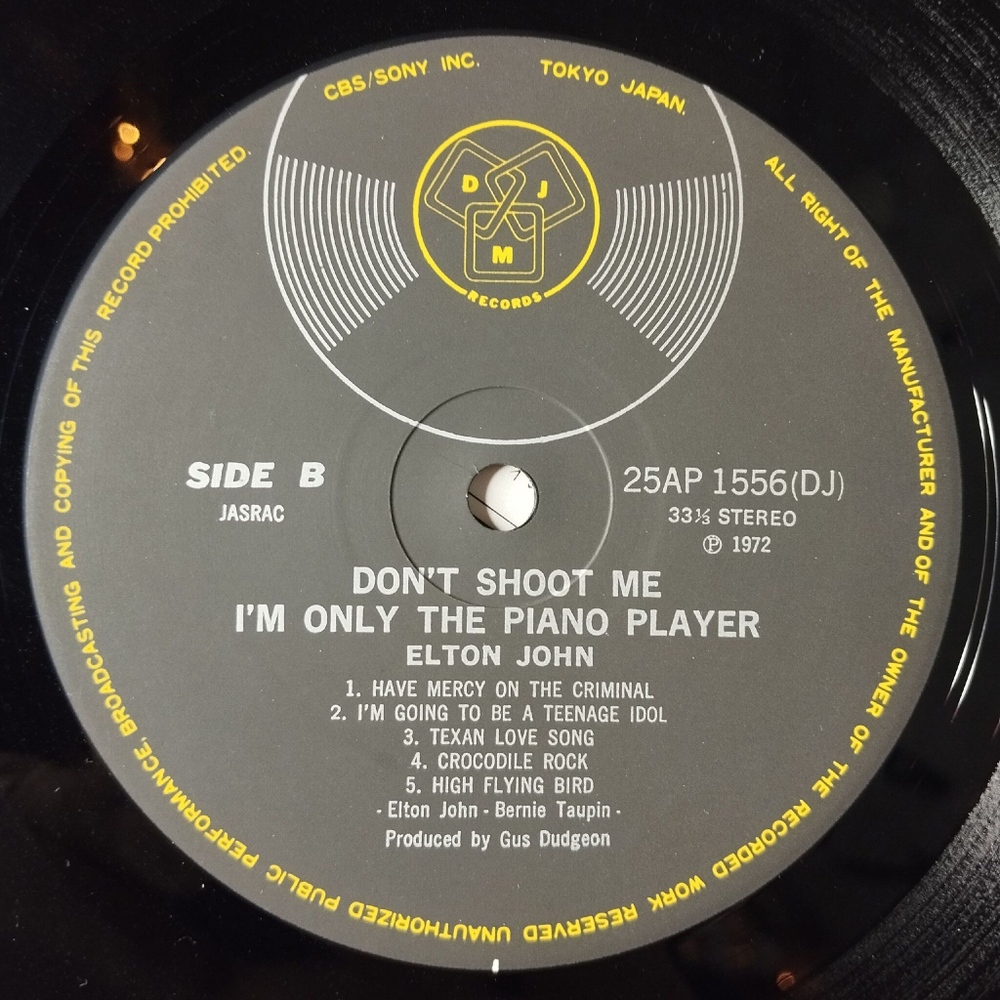 CBS/SONY INC. TOKYO JAPAN.
ALL RIGHT OF THE MANUFACTURER AND OF THE OWNER OF THE RECORDED WORK RESERVED UNAUTHORIZED PUBLIC PERFORMANCE, BROADCASTING AND COPYING OF THIS RECORD PROHIBITED.
D J
M
RECORDS
SIDE B
JASRAC
25AP 1556(DJ)
33⅓ STEREO
Ⓟ 1972
DON'T SHOOT ME
I'M ONLY THE PIANO PLAYER
ELTON JOHN
1. HAVE MERCY ON THE CRIMINAL
2. I'M GOING TO BE A TEENAGE IDOL
3. TEXAN LOVE SONG
4. CROCODILE ROCK
5. HIGH FLYING BIRD
- Elton John - Bernie Taupin -
Produced by Gus Dudgeon